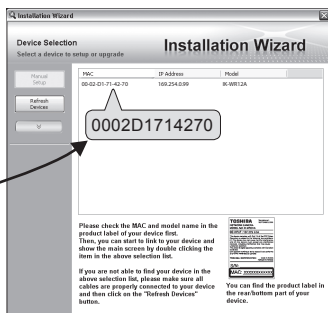 Installation Wizard
Device Selection
Select a device to setup or upgrade
Installation Wizard
Manual Setup
Refresh Devices
MAC IP Address Model
00-02-D1-71-42-70 169.254.0.99 IK-WR12A
0002D1714270
Please check the MAC and model name in the
product label of your device first.
Then, you can start to link to your device and
show the main screen by double clicking the
item in the above selection list.
If you are not able to find your device in the
above selection list, please make sure all
cables are properly connected to your device
and then click on the "Refresh Devices"
button.
TOSHIBA
MAC: XXXXXXXXXXXX
You can find the label in
the rear/bottom part of your
device.